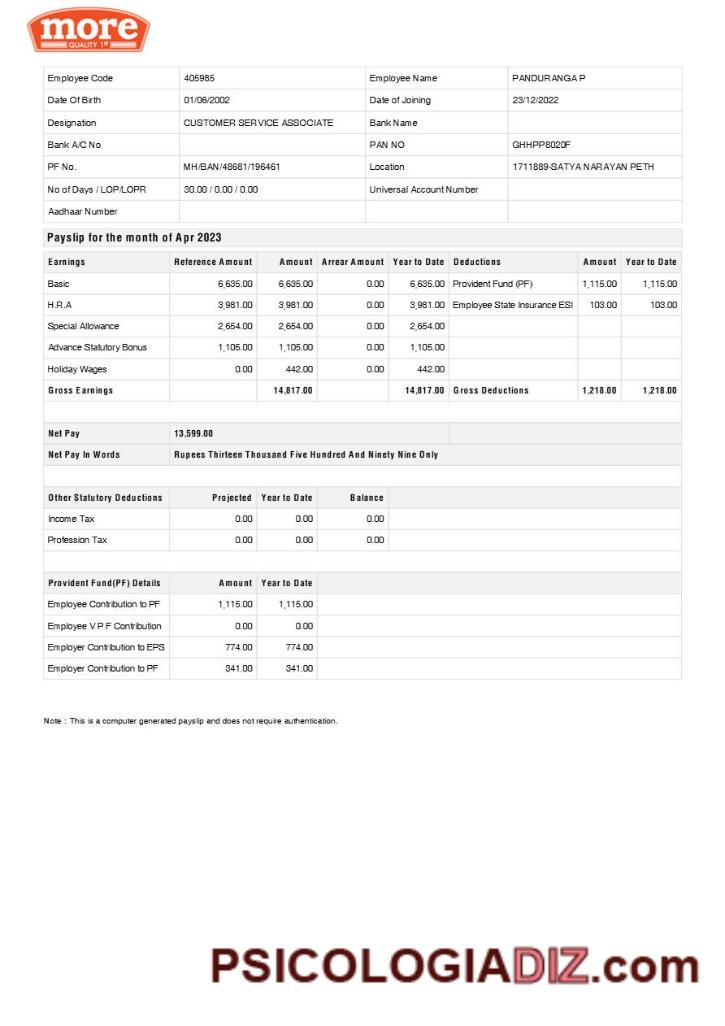 more
QUALITY 1st
Employee Code 405985 Employee Name PANDURANGA P
Date Of Birth 01/06/2002 Date of Joining 23/12/2022
Designation CUSTOMER SERVICE ASSOCIATE Bank Name
Bank A/C No PAN NO GHHPP8020F
PF No. MH/BAN/48681/196461 Location 1711889-SATYA NARAYAN PETH
No of Days / LOP/LOPR 30.00 / 0.00 / 0.00 Universal Account Number
Aadhaar Number
Payslip for the month of Apr 2023
Earnings Reference Amount Amount Arrear Amount Year to Date Deductions Amount Year to Date
Basic 6,635.00 6,635.00 0.00 6,635.00 Provident Fund (PF) 1,115.00 1,115.00
H.R.A 3,981.00 3,981.00 0.00 3,981.00 Employee State Insurance ESI 103.00 103.00
Special Allowance 2,654.00 2,654.00 0.00 2,654.00
Advance Statutory Bonus 1,105.00 1,105.00 0.00 1,105.00
Holiday Wages 0.00 442.00 0.00 442.00
Gross Earnings 14,817.00 14,817.00 Gross Deductions 1,218.00 1,218.00
Net Pay 13,599.00
Net Pay In Words Rupees Thirteen Thousand Five Hundred And Ninety Nine Only
Other Statutory Deductions Projected Year to Date Balance
Income Tax 0.00 0.00 0.00
Profession Tax 0.00 0.00 0.00
Provident Fund(PF) Details Amount Year to Date
Employee Contribution to PF 1,115.00 1,115.00
Employee V P F Contribution 0.00 0.00
Employer Contribution to EPS 774.00 774.00
Employer Contribution to PF 341.00 341.00
Note : This is a computer generated payslip and does not require authentication.
PSICOLOGIADIZ.com